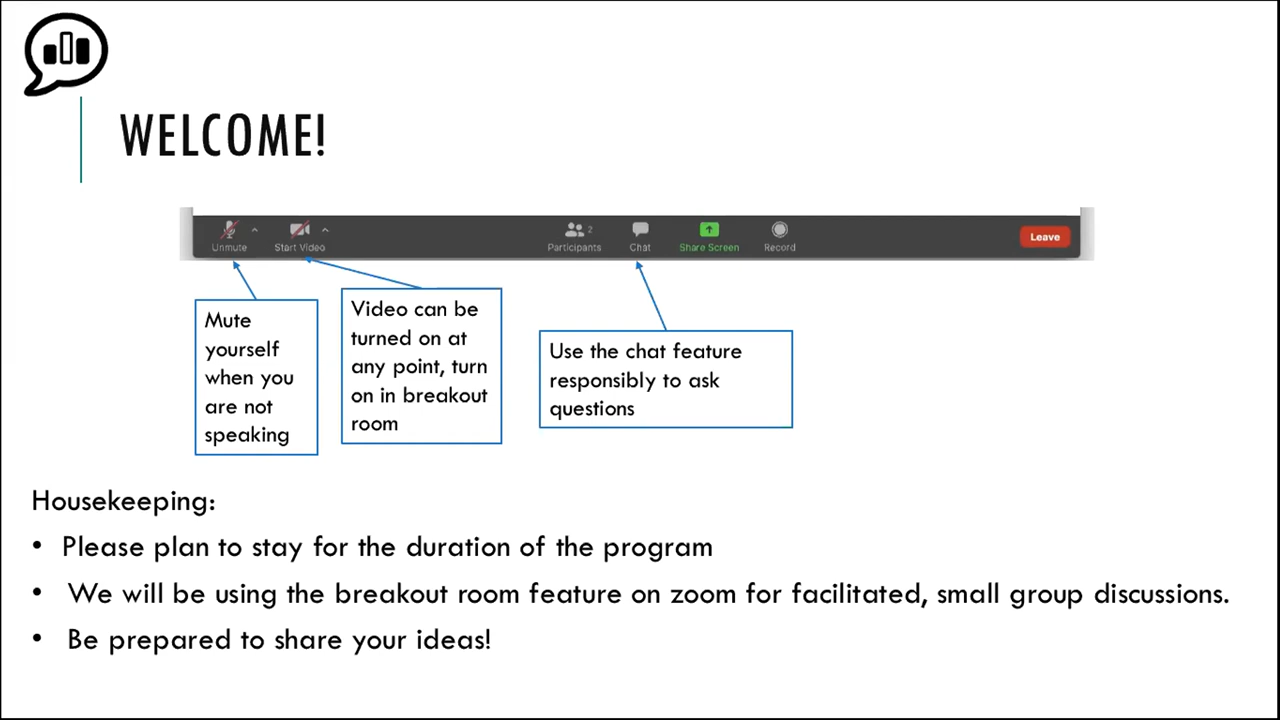 WELCOME!
Unmute
Start Video
Participants
2
Chat
Share Screen
Record
Leave
Mute
yourself
when you
are not
speaking
Video can be
turned on at
any point, turn
on in breakout
room
Use the chat feature
responsibly to ask
questions
Housekeeping:
• Please plan to stay for the duration of the program
• We will be using the breakout room feature on zoom for facilitated, small group discussions.
• Be prepared to share your ideas!